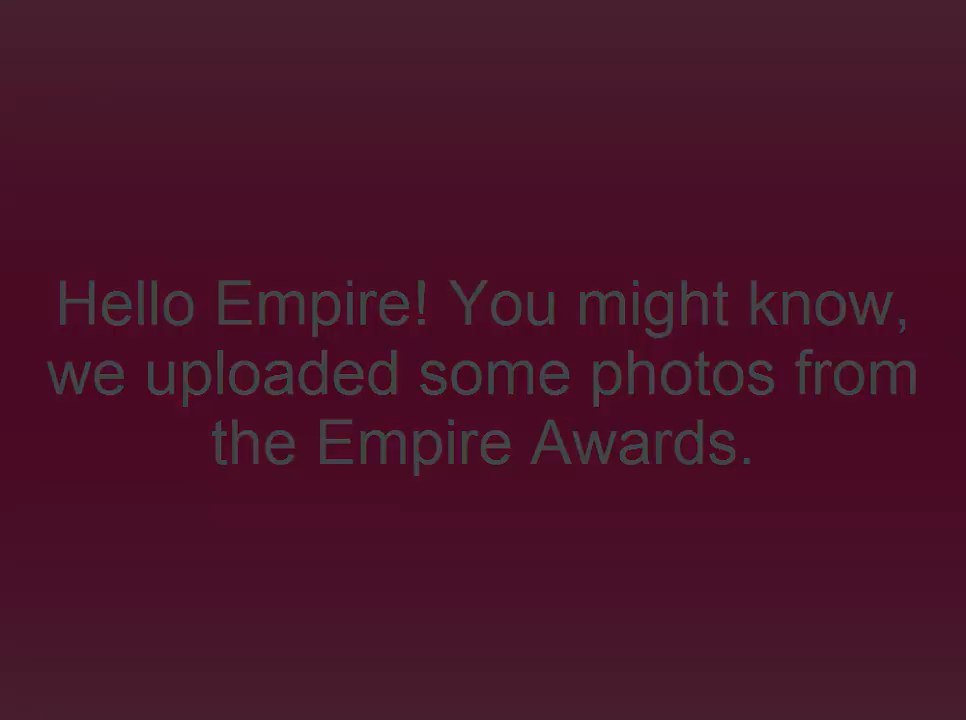 Hello Empire! You might know,
we uploaded some photos from
the Empire Awards.